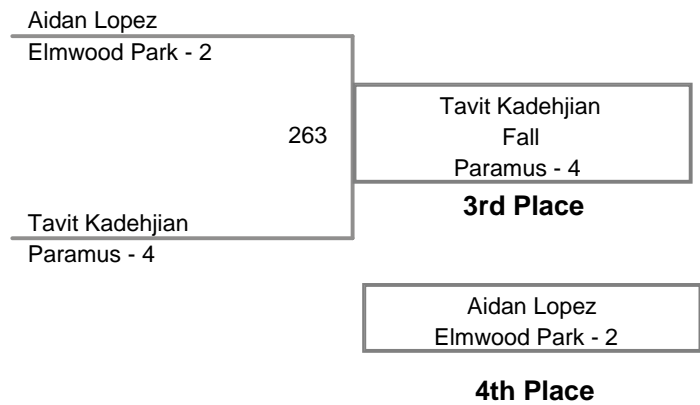 Aidan Lopez
Elmwood Park - 2
263
Tavit Kadehjian
Fall
Paramus - 4
3rd Place
Tavit Kadehjian
Paramus - 4
Aidan Lopez
Elmwood Park - 2
4th Place